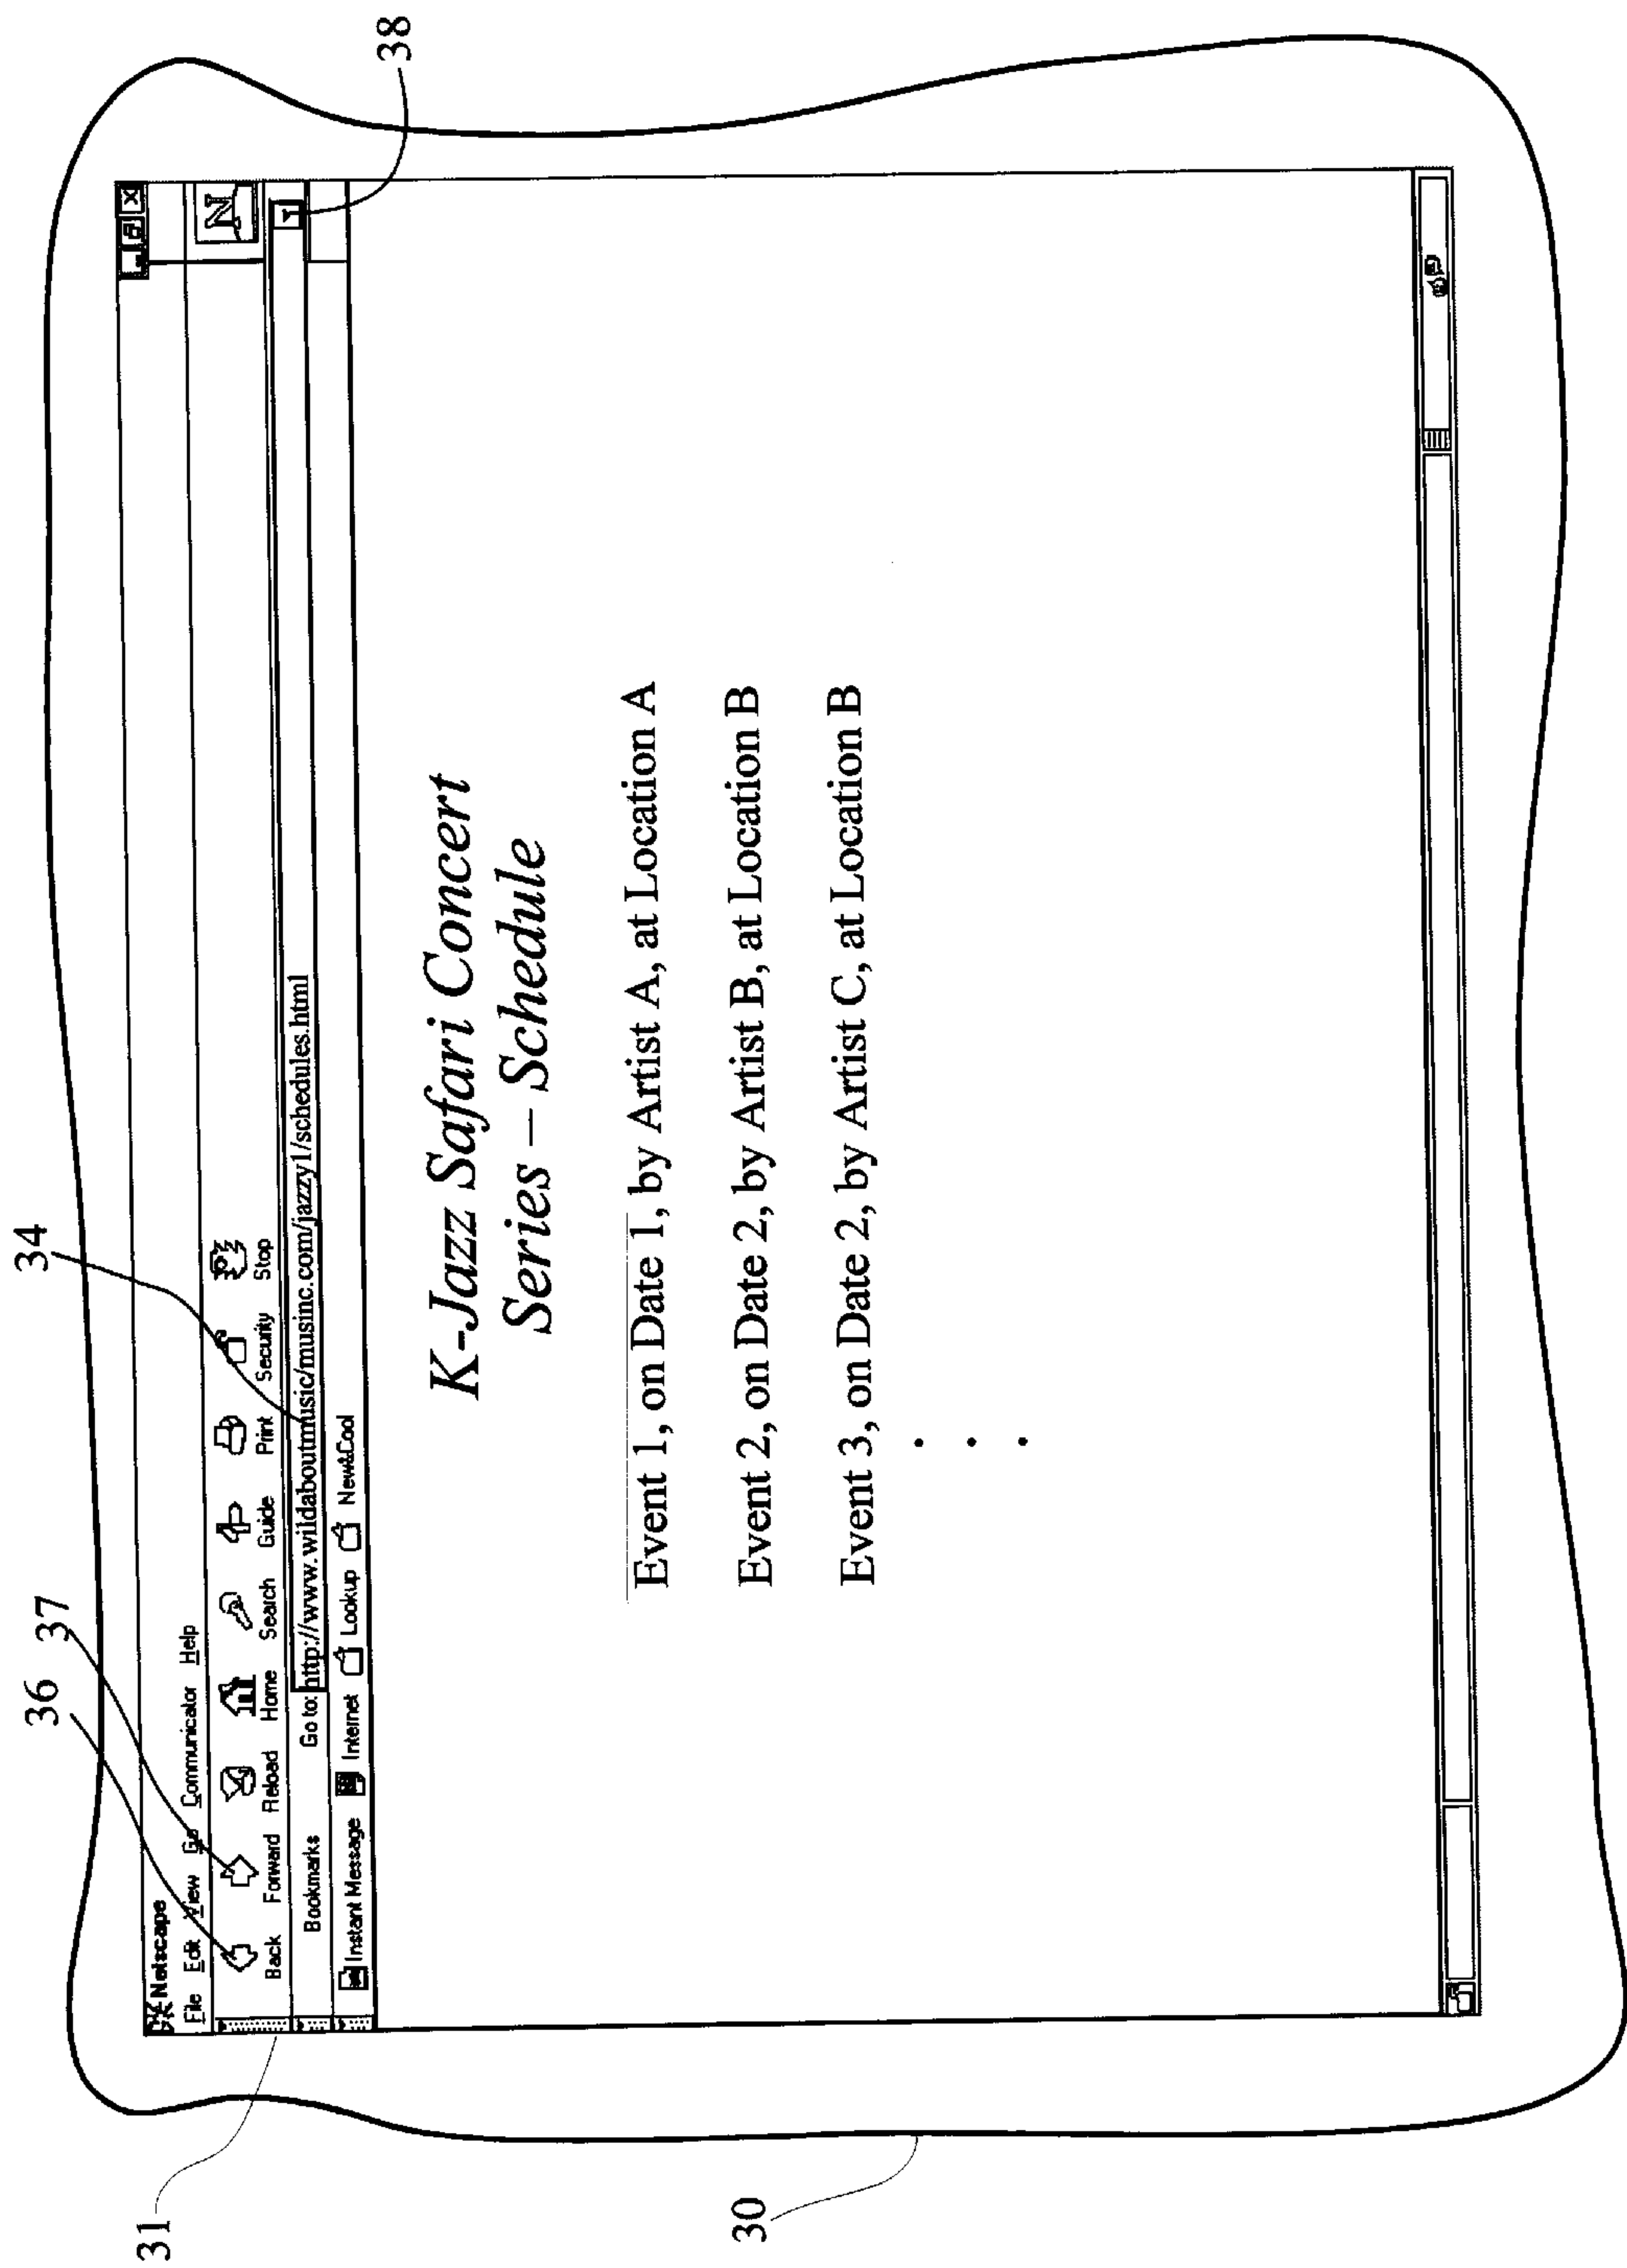 34
36
37
38
31
30
Netscape
File Edit View Go Communicator Help
Back Forward Reload Home Search Guide Print Security Stop
N
Bookmarks Go to: http://www.wildaboutmusic/musinc.com/jazzy1/schedules.html
Instant Message Internet Lookup New&Cool
K-Jazz Safari Concert
Series – Schedule
Event 1, on Date 1, by Artist A, at Location A
Event 2, on Date 2, by Artist B, at Location B
Event 3, on Date 2, by Artist C, at Location B